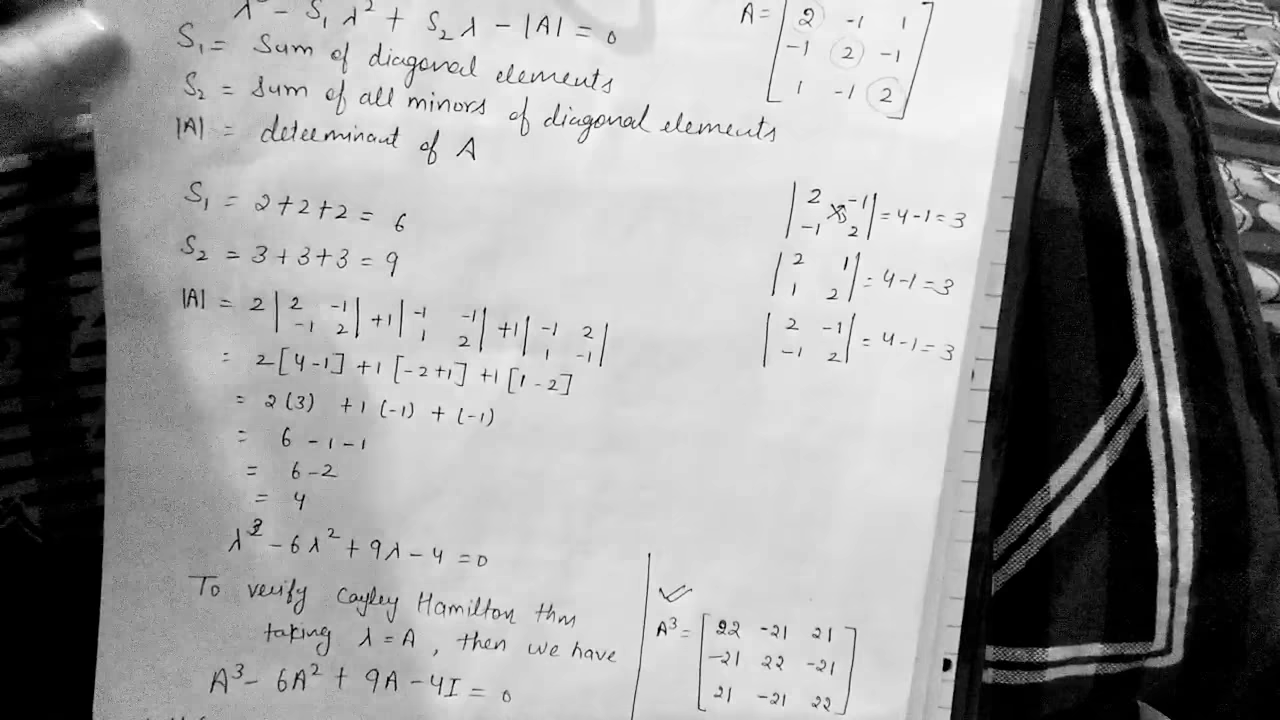 λ³ - S₁ λ² + S₂ λ - |A| = 0
S₁ = Sum of diagonal elements
S₂ = Sum of all minors of diagonal elements
|A| = determinant of A
A = [ 2 -1 1
-1 2 -1
1 -1 2 ]
S₁ = 2+2+2 = 6
S₂ = 3+3+3 = 9
|A| = 2 | 2 -1 | +1 | -1 -1 | +1 | -1 2 |
| -1 2 | | 1 2 | | 1 -1 |
= 2[4-1] +1 [-2+1] +1 [1-2]
= 2(3) +1 (-1) + (-1)
= 6 -1 -1
= 6-2
= 4
| 2 -1 | = 4-1 = 3
| -1 2 |
| 2 1 | = 4-1 = 3
| 1 2 |
| 2 -1 | = 4-1 = 3
| -1 2 |
λ³ - 6λ² + 9λ - 4 = 0
To verify Cayley Hamilton thm
taking λ = A, then we have
A³ - 6A² + 9A - 4I = 0
A³ = [ 22 -21 21
-21 22 -21
21 -21 22 ]